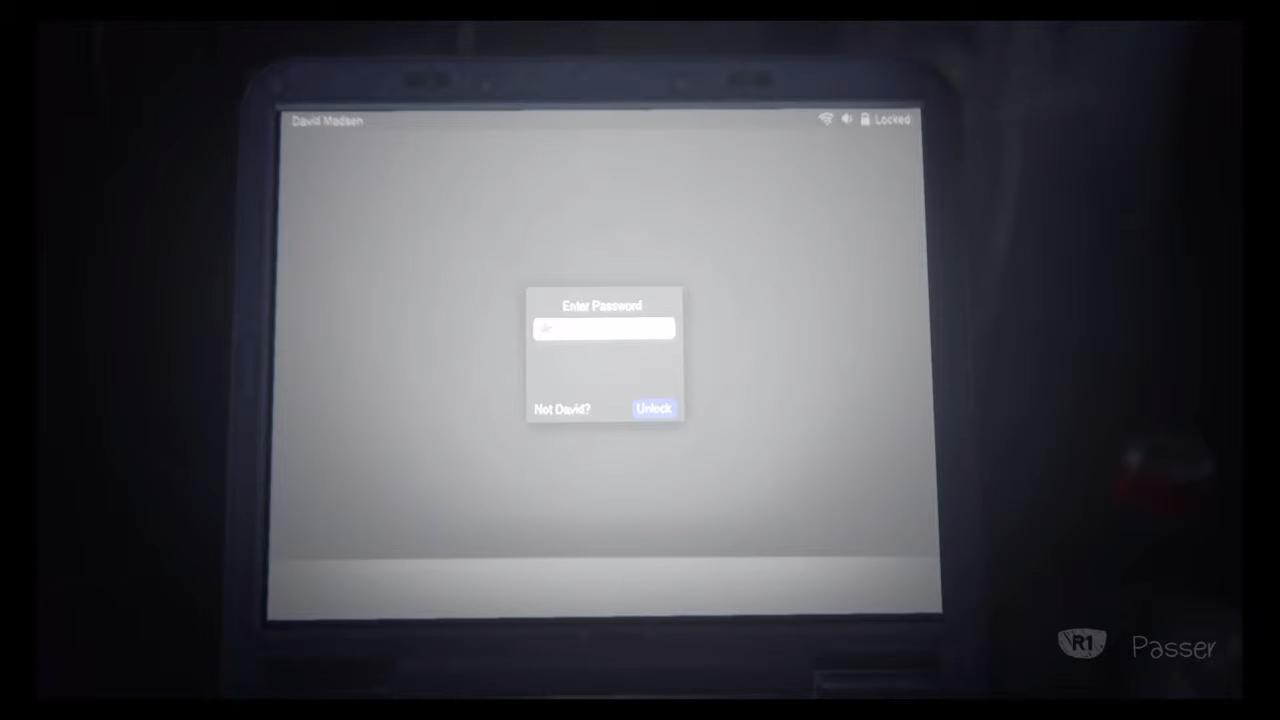 David Madsen
Locked
Enter Password
Not David?
Unlock
R1 Passer